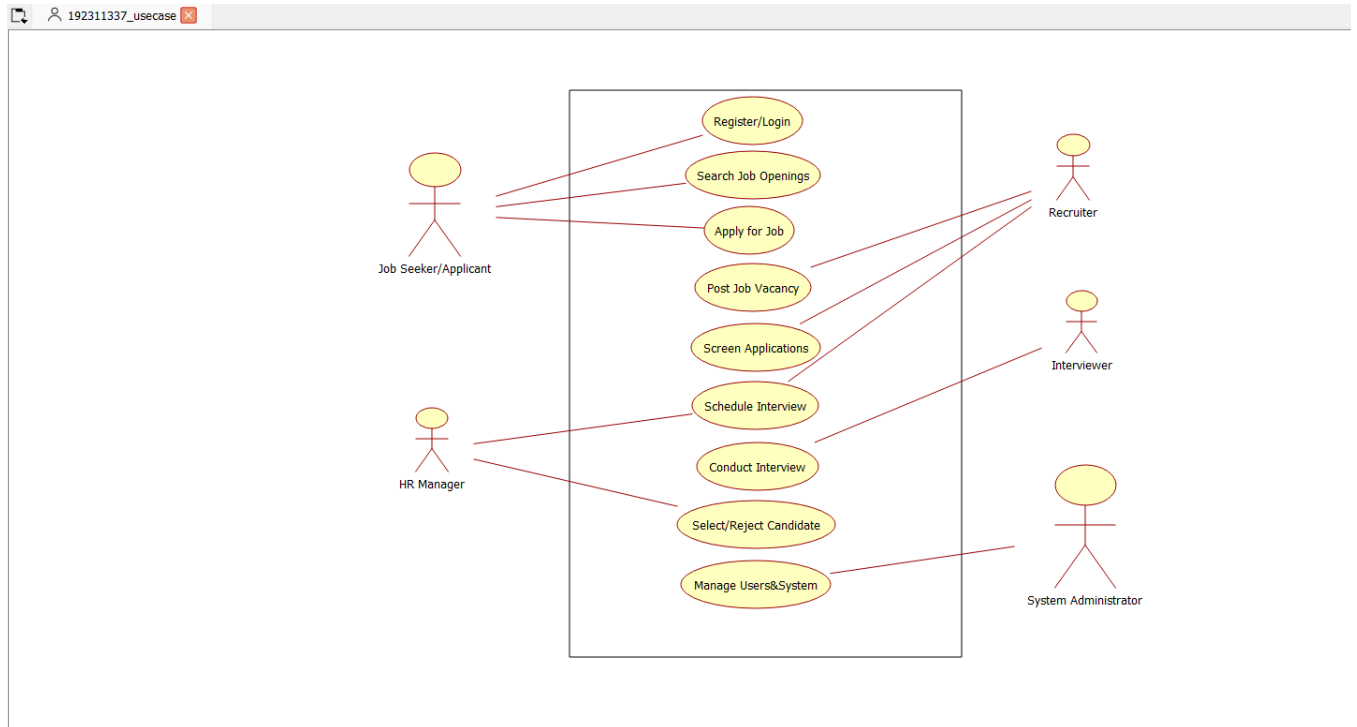 192311337_usecase
Register/Login
Search Job Openings
Apply for Job
Post Job Vacancy
Screen Applications
Schedule Interview
Conduct Interview
Select/Reject Candidate
Manage Users&System
Job Seeker/Applicant
HR Manager
Recruiter
Interviewer
System Administrator